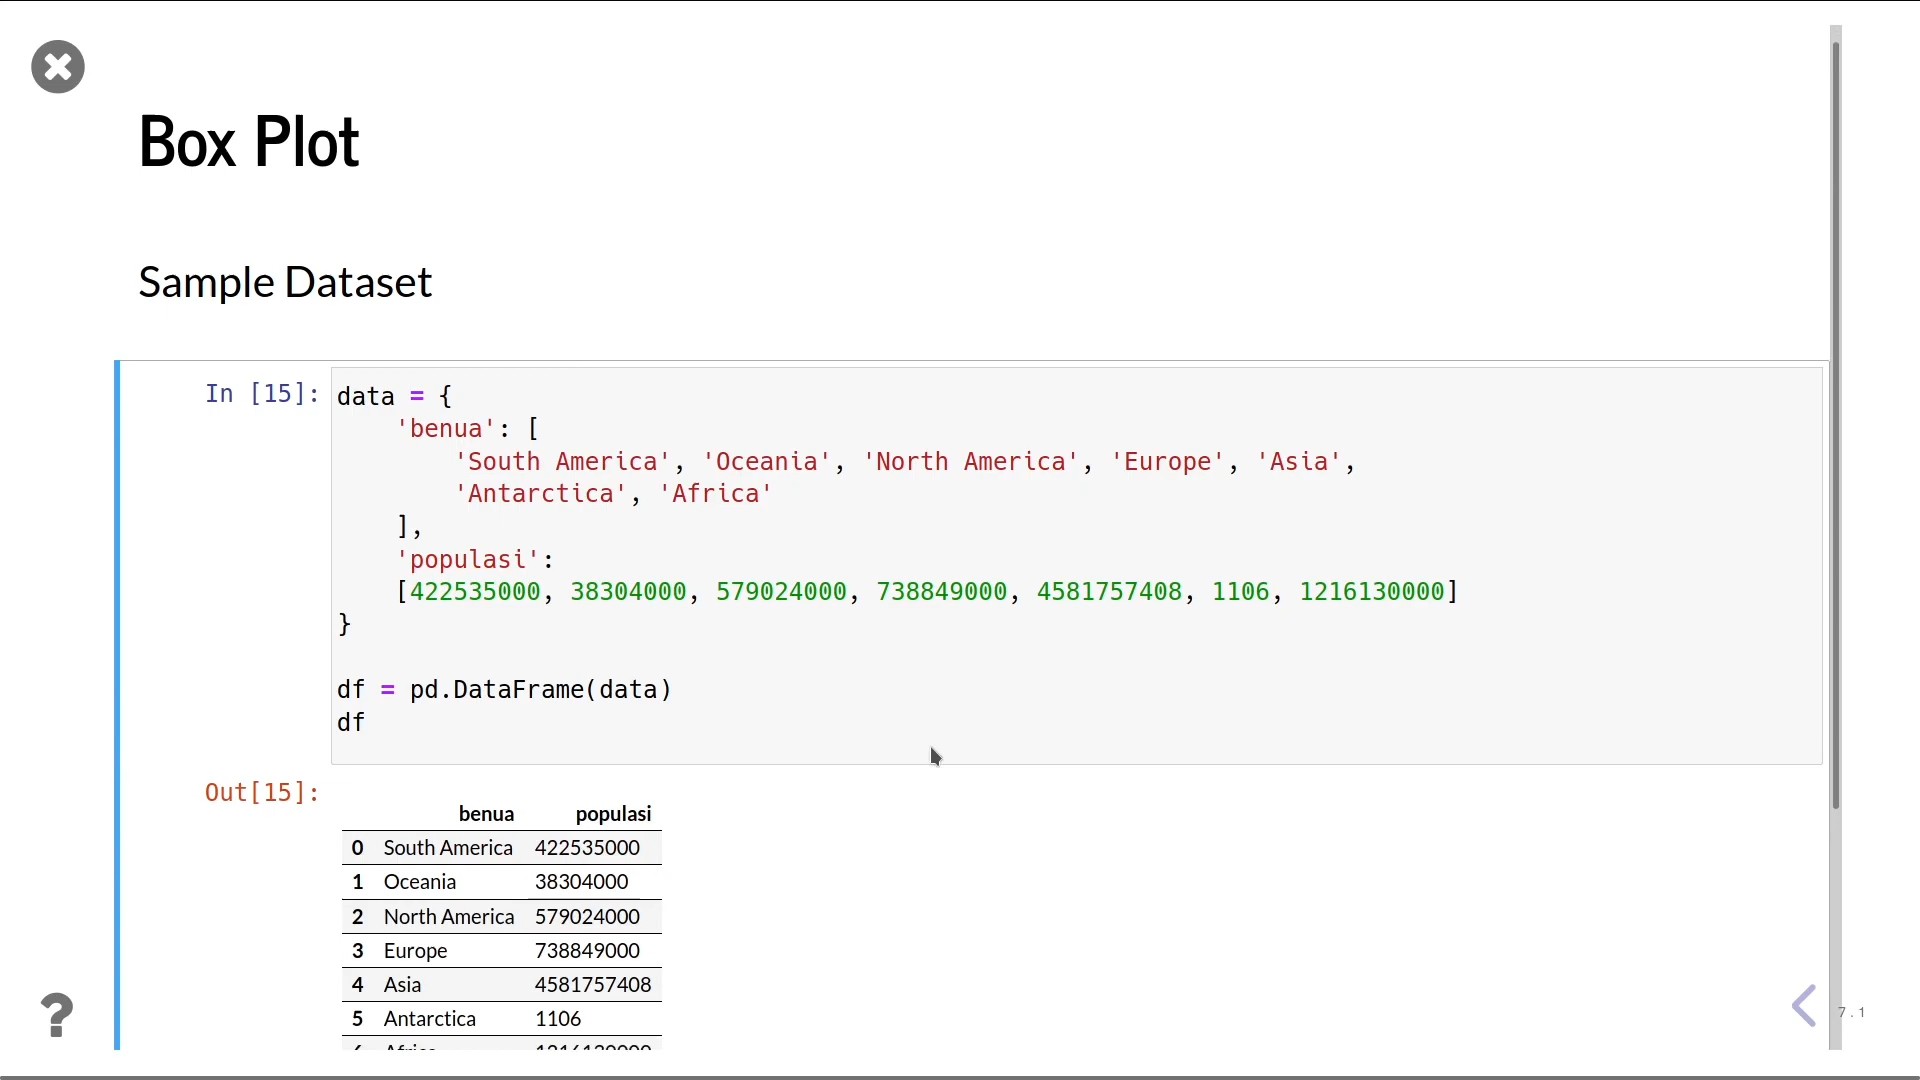 Box Plot
Sample Dataset
In [15]:
data = {
    'benua': [
        'South America', 'Oceania', 'North America', 'Europe', 'Asia',
        'Antarctica', 'Africa'
    ],
    'populasi':
    [422535000, 38304000, 579024000, 738849000, 4581757408, 1106, 1216130000]
}
df = pd.DataFrame(data)
df
Out[15]:
benua populasi
0 South America 422535000
1 Oceania 38304000
2 North America 579024000
3 Europe 738849000
4 Asia 4581757408
5 Antarctica 1106
7.1